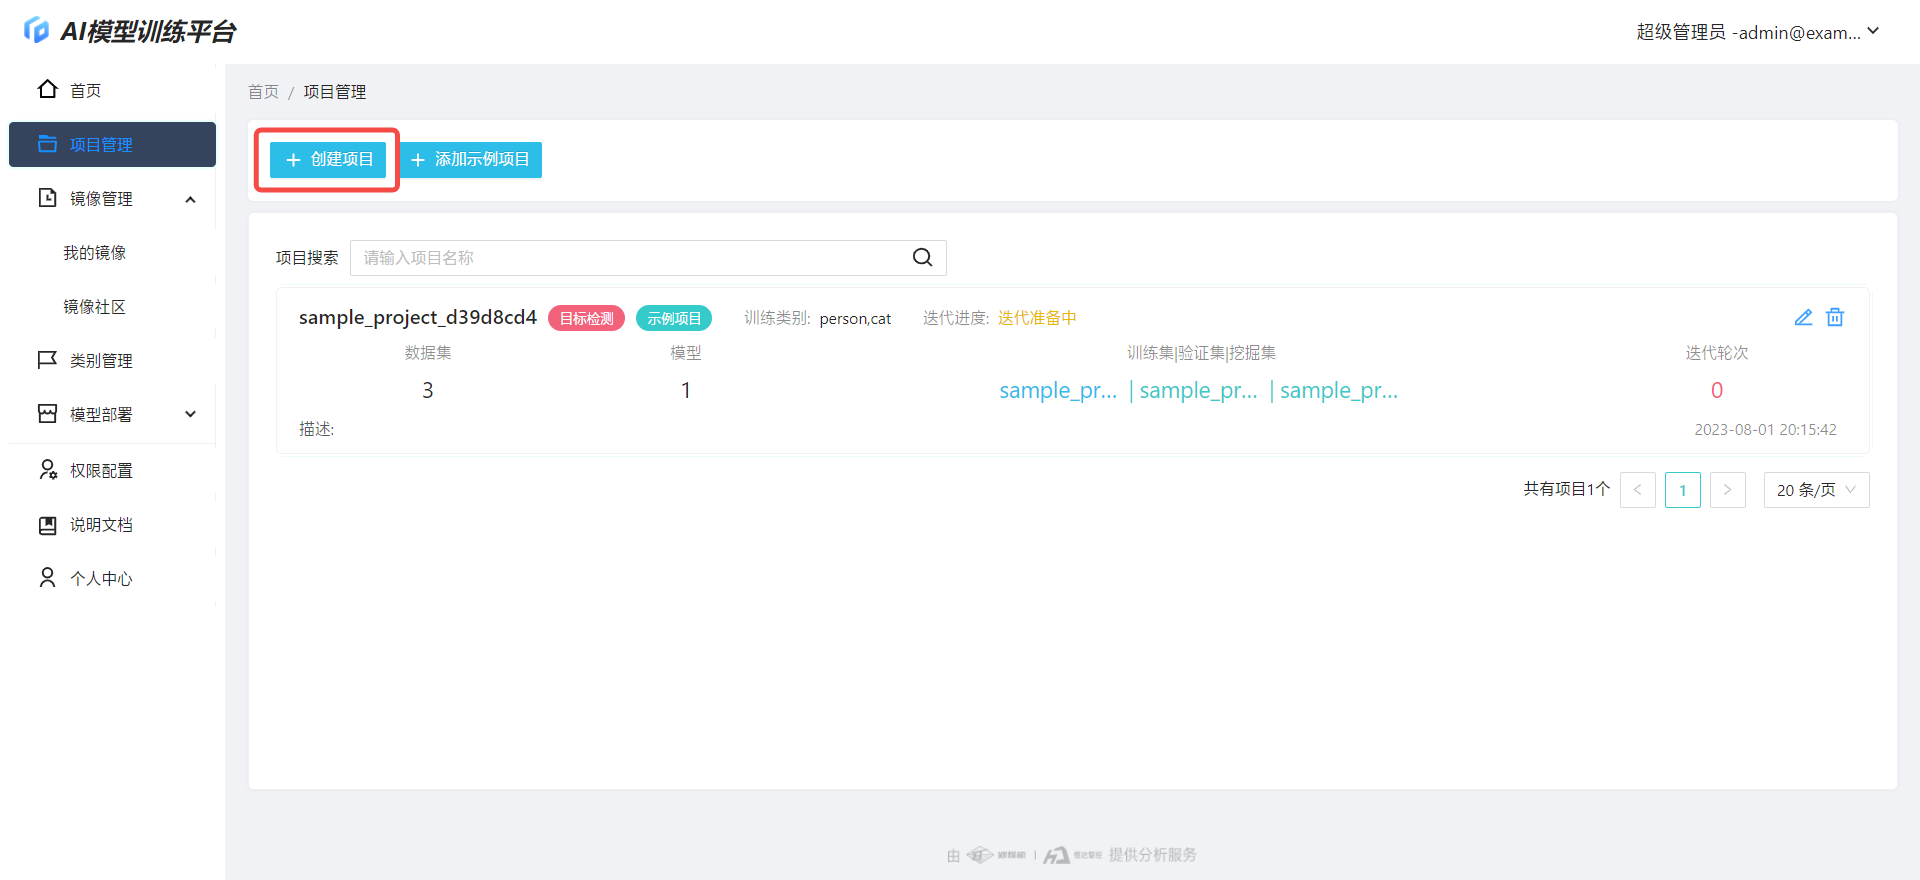 AI模型训练平台
超级管理员 -admin@exam...
首页
项目管理
镜像管理
我的镜像
镜像社区
类别管理
模型部署
权限配置
说明文档
个人中心
首页 / 项目管理
创建项目
添加示例项目
项目搜索 请输入项目名称
sample_project_d39d8cd4 目标检测 示例项目 训练类别: person,cat 迭代进度: 迭代准备中
数据集 模型 训练集|验证集|挖掘集 迭代轮次
3 1 sample_pr... | sample_pr... | sample_pr... 0
描述: 2023-08-01 20:15:42
共有项目1个 < 1 > 20 条/页
由 | 提供分析服务